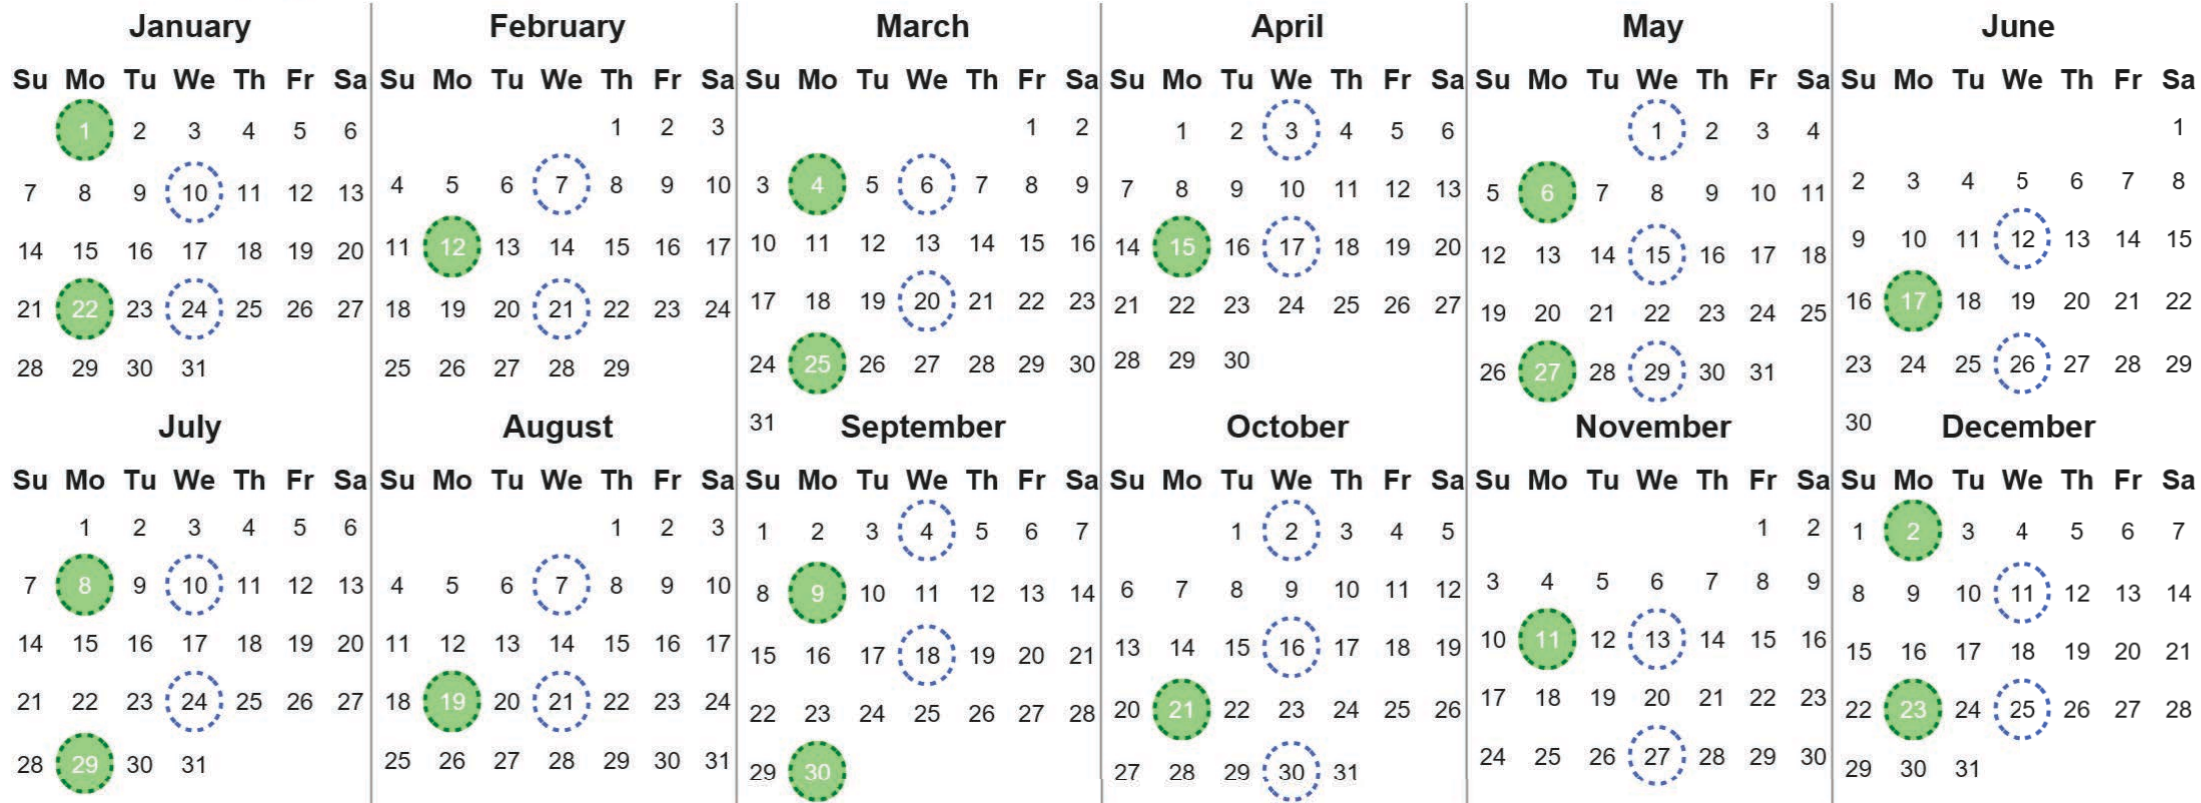 January
Su Mo Tu We Th Fr Sa
1 2 3 4 5 6
7 8 9 10 11 12 13
14 15 16 17 18 19 20
21 22 23 24 25 26 27
28 29 30 31
February
Su Mo Tu We Th Fr Sa
1 2 3
4 5 6 7 8 9 10
11 12 13 14 15 16 17
18 19 20 21 22 23 24
25 26 27 28 29
March
Su Mo Tu We Th Fr Sa
1 2
3 4 5 6 7 8 9
10 11 12 13 14 15 16
17 18 19 20 21 22 23
24 25 26 27 28 29 30
31
April
Su Mo Tu We Th Fr Sa
1 2 3 4 5 6
7 8 9 10 11 12 13
14 15 16 17 18 19 20
21 22 23 24 25 26 27
28 29 30
May
Su Mo Tu We Th Fr Sa
1 2 3 4
5 6 7 8 9 10 11
12 13 14 15 16 17 18
19 20 21 22 23 24 25
26 27 28 29 30 31
June
Su Mo Tu We Th Fr Sa
1
2 3 4 5 6 7 8
9 10 11 12 13 14 15
16 17 18 19 20 21 22
23 24 25 26 27 28 29
30
July
Su Mo Tu We Th Fr Sa
1 2 3 4 5 6
7 8 9 10 11 12 13
14 15 16 17 18 19 20
21 22 23 24 25 26 27
28 29 30 31
August
Su Mo Tu We Th Fr Sa
1 2 3
4 5 6 7 8 9 10
11 12 13 14 15 16 17
18 19 20 21 22 23 24
25 26 27 28 29 30 31
September
Su Mo Tu We Th Fr Sa
1 2 3 4 5 6 7
8 9 10 11 12 13 14
15 16 17 18 19 20 21
22 23 24 25 26 27 28
29 30
October
Su Mo Tu We Th Fr Sa
1 2 3 4 5
6 7 8 9 10 11 12
13 14 15 16 17 18 19
20 21 22 23 24 25 26
27 28 29 30 31
November
Su Mo Tu We Th Fr Sa
1 2
3 4 5 6 7 8 9
10 11 12 13 14 15 16
17 18 19 20 21 22 23
24 25 26 27 28 29 30
December
Su Mo Tu We Th Fr Sa
1 2 3 4 5 6 7
8 9 10 11 12 13 14
15 16 17 18 19 20 21
22 23 24 25 26 27 28
29 30 31